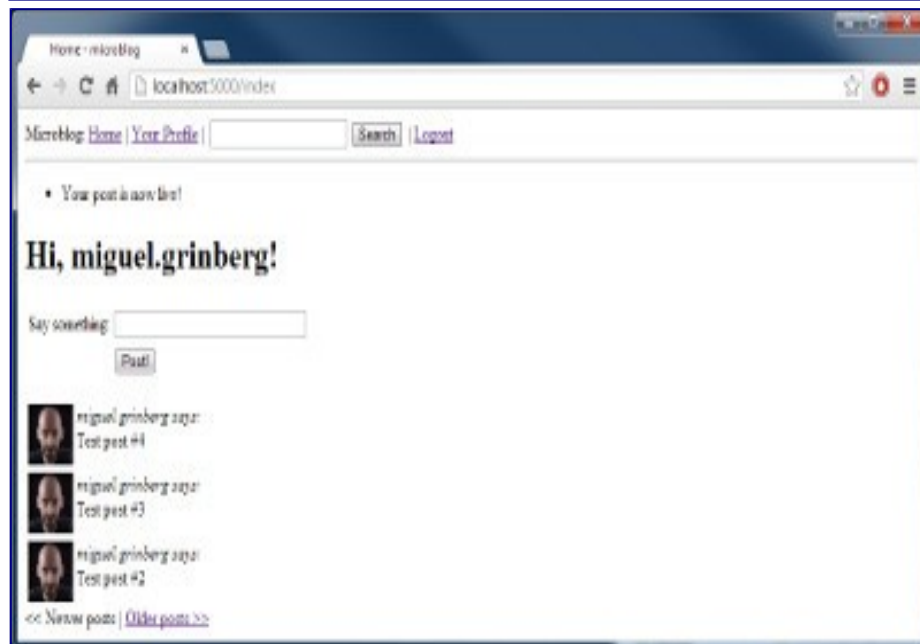 Home - microblog
localhost:5000/index
Microblog: Home | Your Profile | Search | Logout
Your post is now live!
Hi, miguel.grinberg!
Say something:
Post!
miguel.grinberg says:
Test post #4
miguel.grinberg says:
Test post #3
miguel.grinberg says:
Test post #2
<< Newer posts | Older posts >>